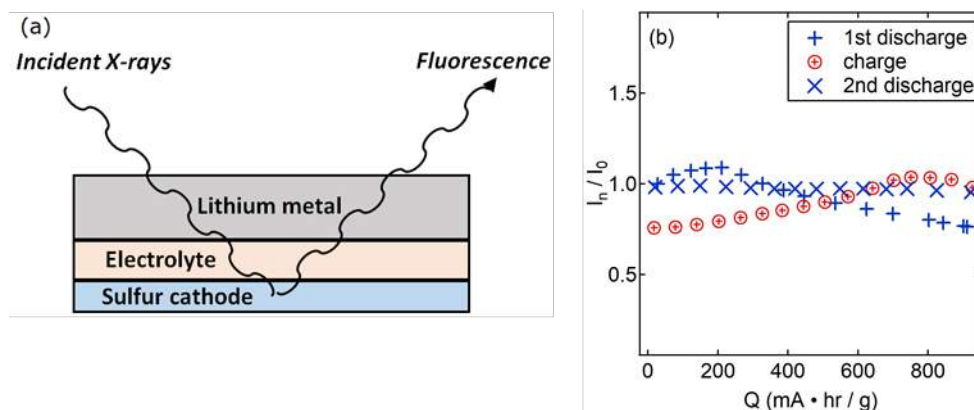 (a)
Incident X-rays
Fluorescence
Lithium metal
Electrolyte
Sulfur cathode
(b)
1st discharge
charge
2nd discharge
1.5
1.0
0.5
Iₙ / I₀
0
200
400
600
800
Q (mA • hr / g)